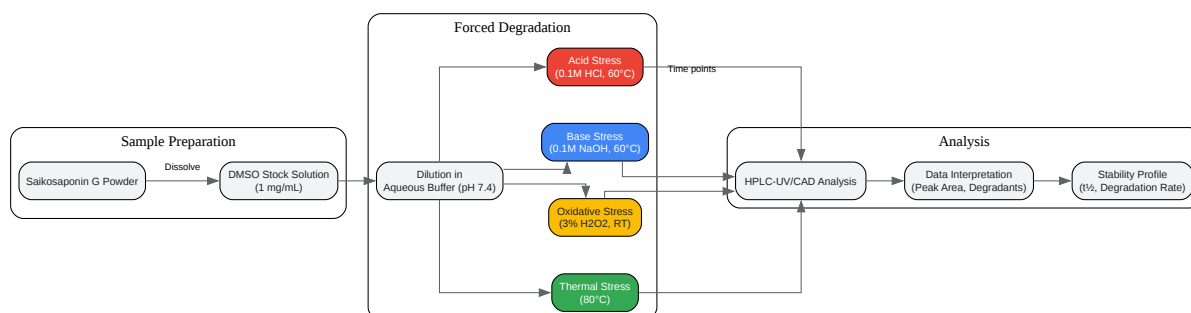 Forced Degradation
Acid Stress
(0.1M HCl, 60°C)
Time points
Sample Preparation
Base Stress
(0.1M NaOH, 60°C)
Analysis
Saikosaponin G Powder
Dissolve
DMSO Stock Solution
(1 mg/mL)
Dilution in
Aqueous Buffer (pH 7.4)
HPLC-UV/CAD Analysis
Data Interpretation
(Peak Area, Degradants)
Stability Profile
(t½, Degradation Rate)
Oxidative Stress
(3% H2O2, RT)
Thermal Stress
(80°C)